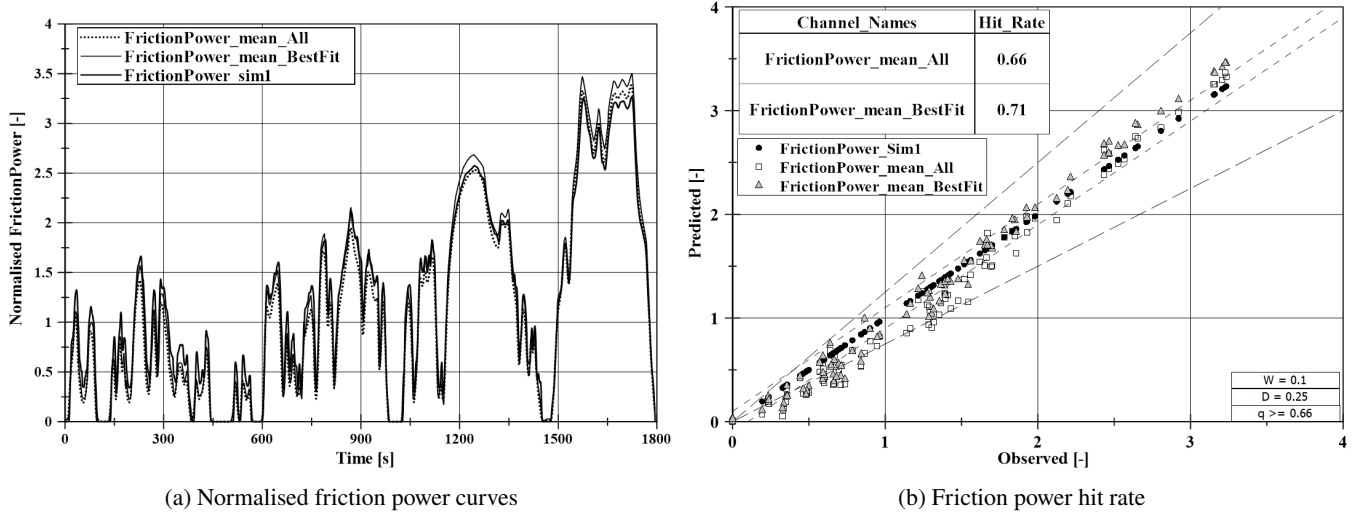 4
3.5
3
2.5
2
1.5
1
0.5
0
Normalised FrictionPower [-]
FrictionPower_mean_All
FrictionPower_mean_BestFit
FrictionPower_sim1
0 300 600 900 1200 1500 1800
Time [s]
(a) Normalised friction power curves
4
3
2
1
0
Predicted [-]
Channel_Names Hit_Rate
FrictionPower_mean_All 0.66
FrictionPower_mean_BestFit 0.71
FrictionPower_Sim1
FrictionPower_mean_All
FrictionPower_mean_BestFit
W = 0.1
D = 0.25
q >= 0.66
0 1 2 3 4
Observed [-]
(b) Friction power hit rate